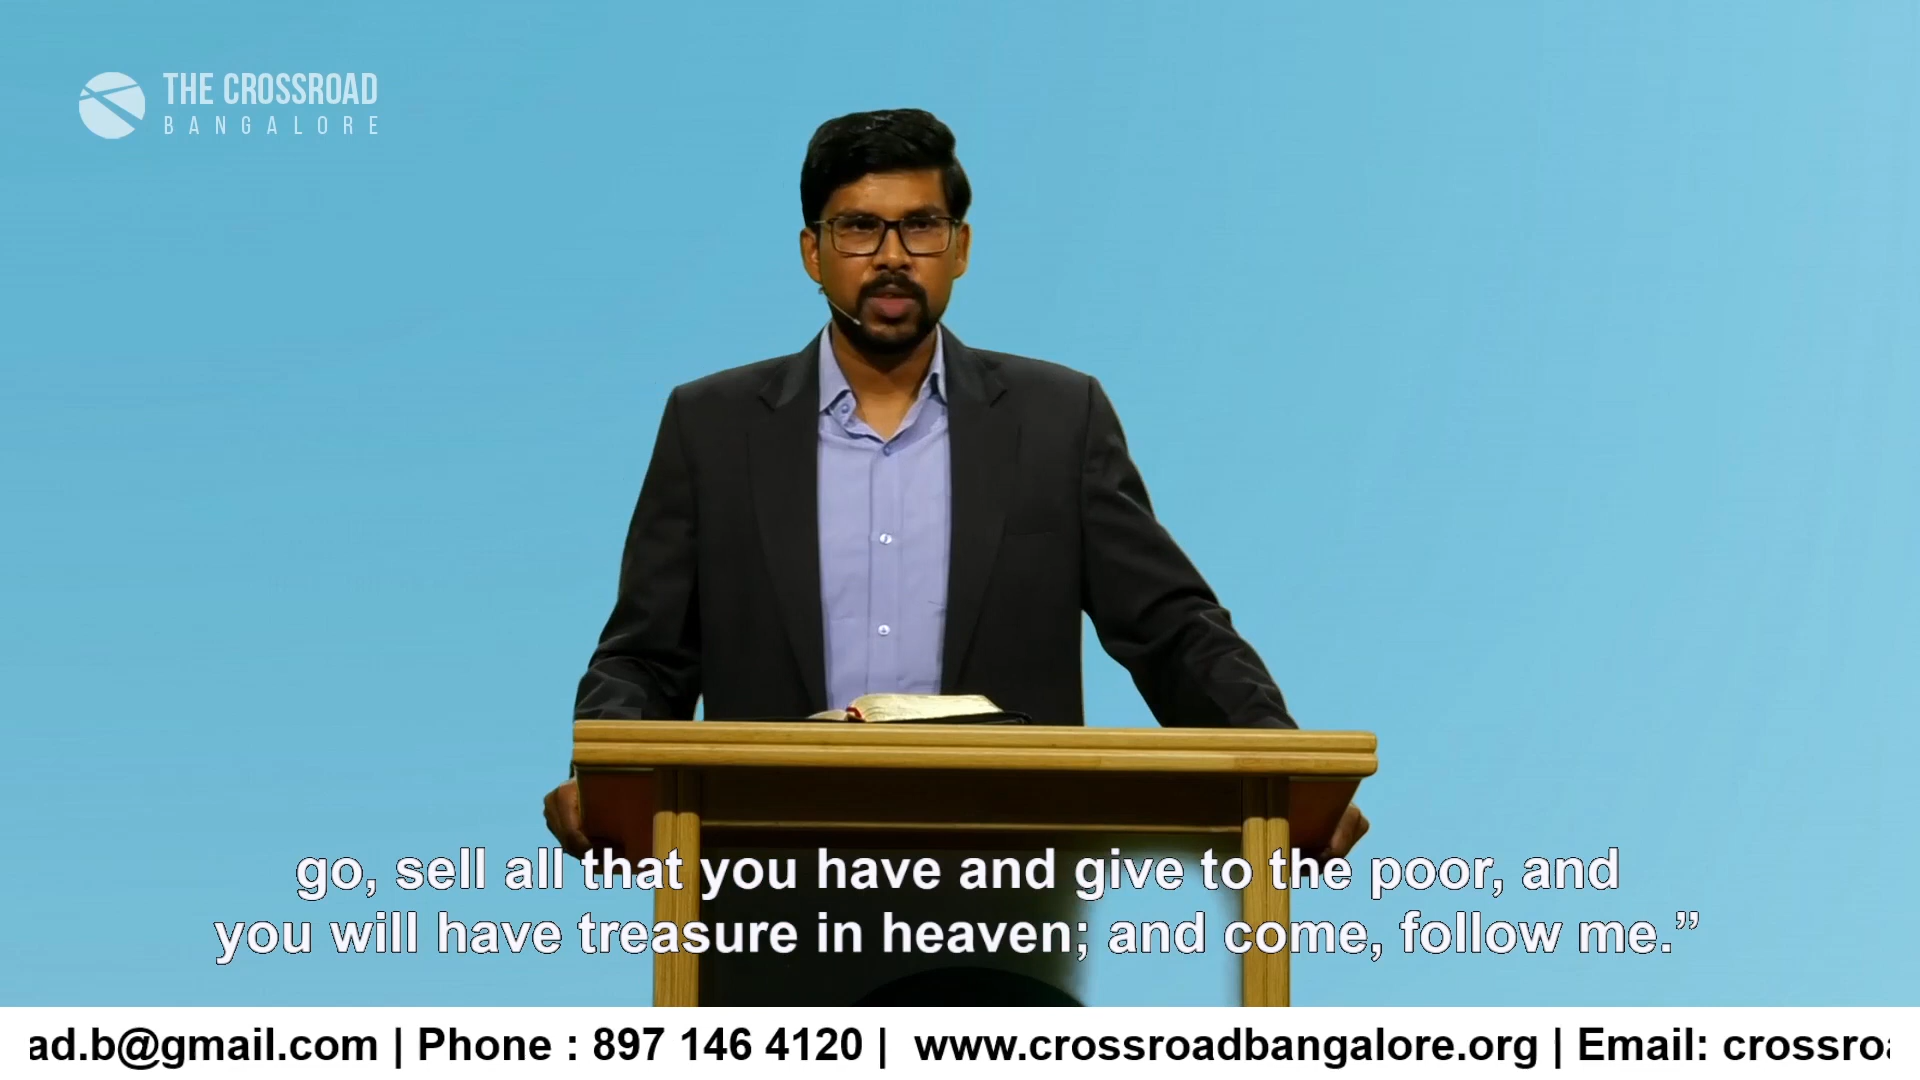 THE CROSSROAD
BANGALORE
go, sell all that you have and give to the poor, and
you will have treasure in heaven; and come, follow me.”
ad.b@gmail.com | Phone : 897 146 4120 | www.crossroadbangalore.org | Email: crossroa